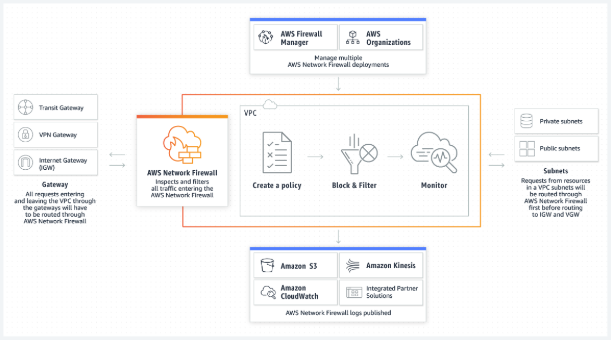 AWS Firewall
Manager
AWS
Organizations
Manage multiple
AWS Network Firewall deployments
Transit Gateway
VPN Gateway
Internet Gateway
(IGW)
Gateway
All requests entering
and leaving the VPC through
the gateways will have
to be routed through
AWS Network Firewall
AWS Network Firewall
Inspects and filters
all traffic entering the
AWS Network Firewall
VPC
Create a policy
Block & Filter
Monitor
Private subnets
Public subnets
Subnets
Requests from resources
in a VPC subnets will
be routed through
AWS Network Firewall
first before routing
to IGW and VGW
Amazon S3
Amazon Kinesis
Amazon
CloudWatch
Integrated Partner
Solutions
AWS Network Firewall logs published